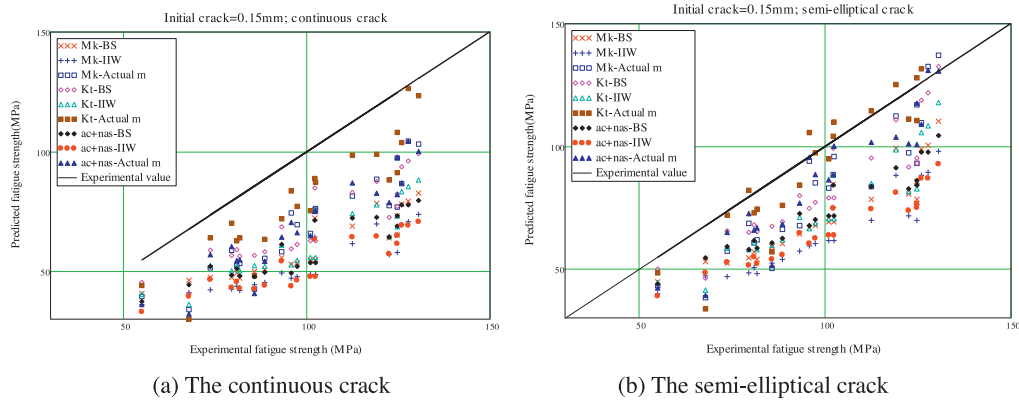 Initial crack=0.15mm; continuous crack
150
Mk-BS
Mk-IIW
Mk-Actual m
Kt-BS
Kt-IIW
Kt-Actual m
ac+nas-BS
ac+nas-IIW
ac+nas-Actual m
Experimental value
100
50
Predicted fatigue strength(MPa)
50
100
150
Experimental fatigue strength (MPa)
(a) The continuous crack
Initial crack=0.15mm; semi-elliptical crack
150
Mk-BS
Mk-IIW
Mk-Actual m
Kt-BS
Kt-IIW
Kt-Actual m
ac+nas-BS
ac+nas-IIW
ac+nas-Actual m
Experimental value
100
50
Predicted fatigue strength (MPa)
50
100
150
Experimental fatigue strength (MPa)
(b) The semi-elliptical crack